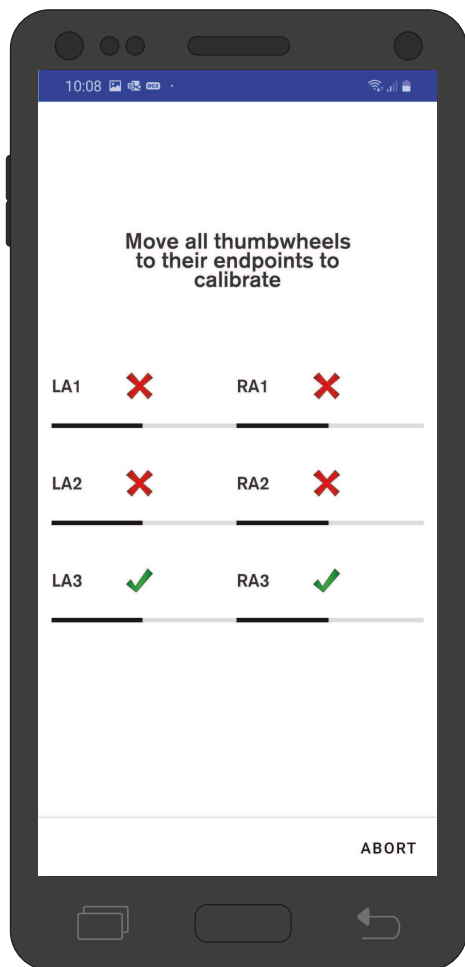 10:08
Move all thumbwheels
to their endpoints to
calibrate
LA1 RA1
LA2 RA2
LA3 RA3
ABORT